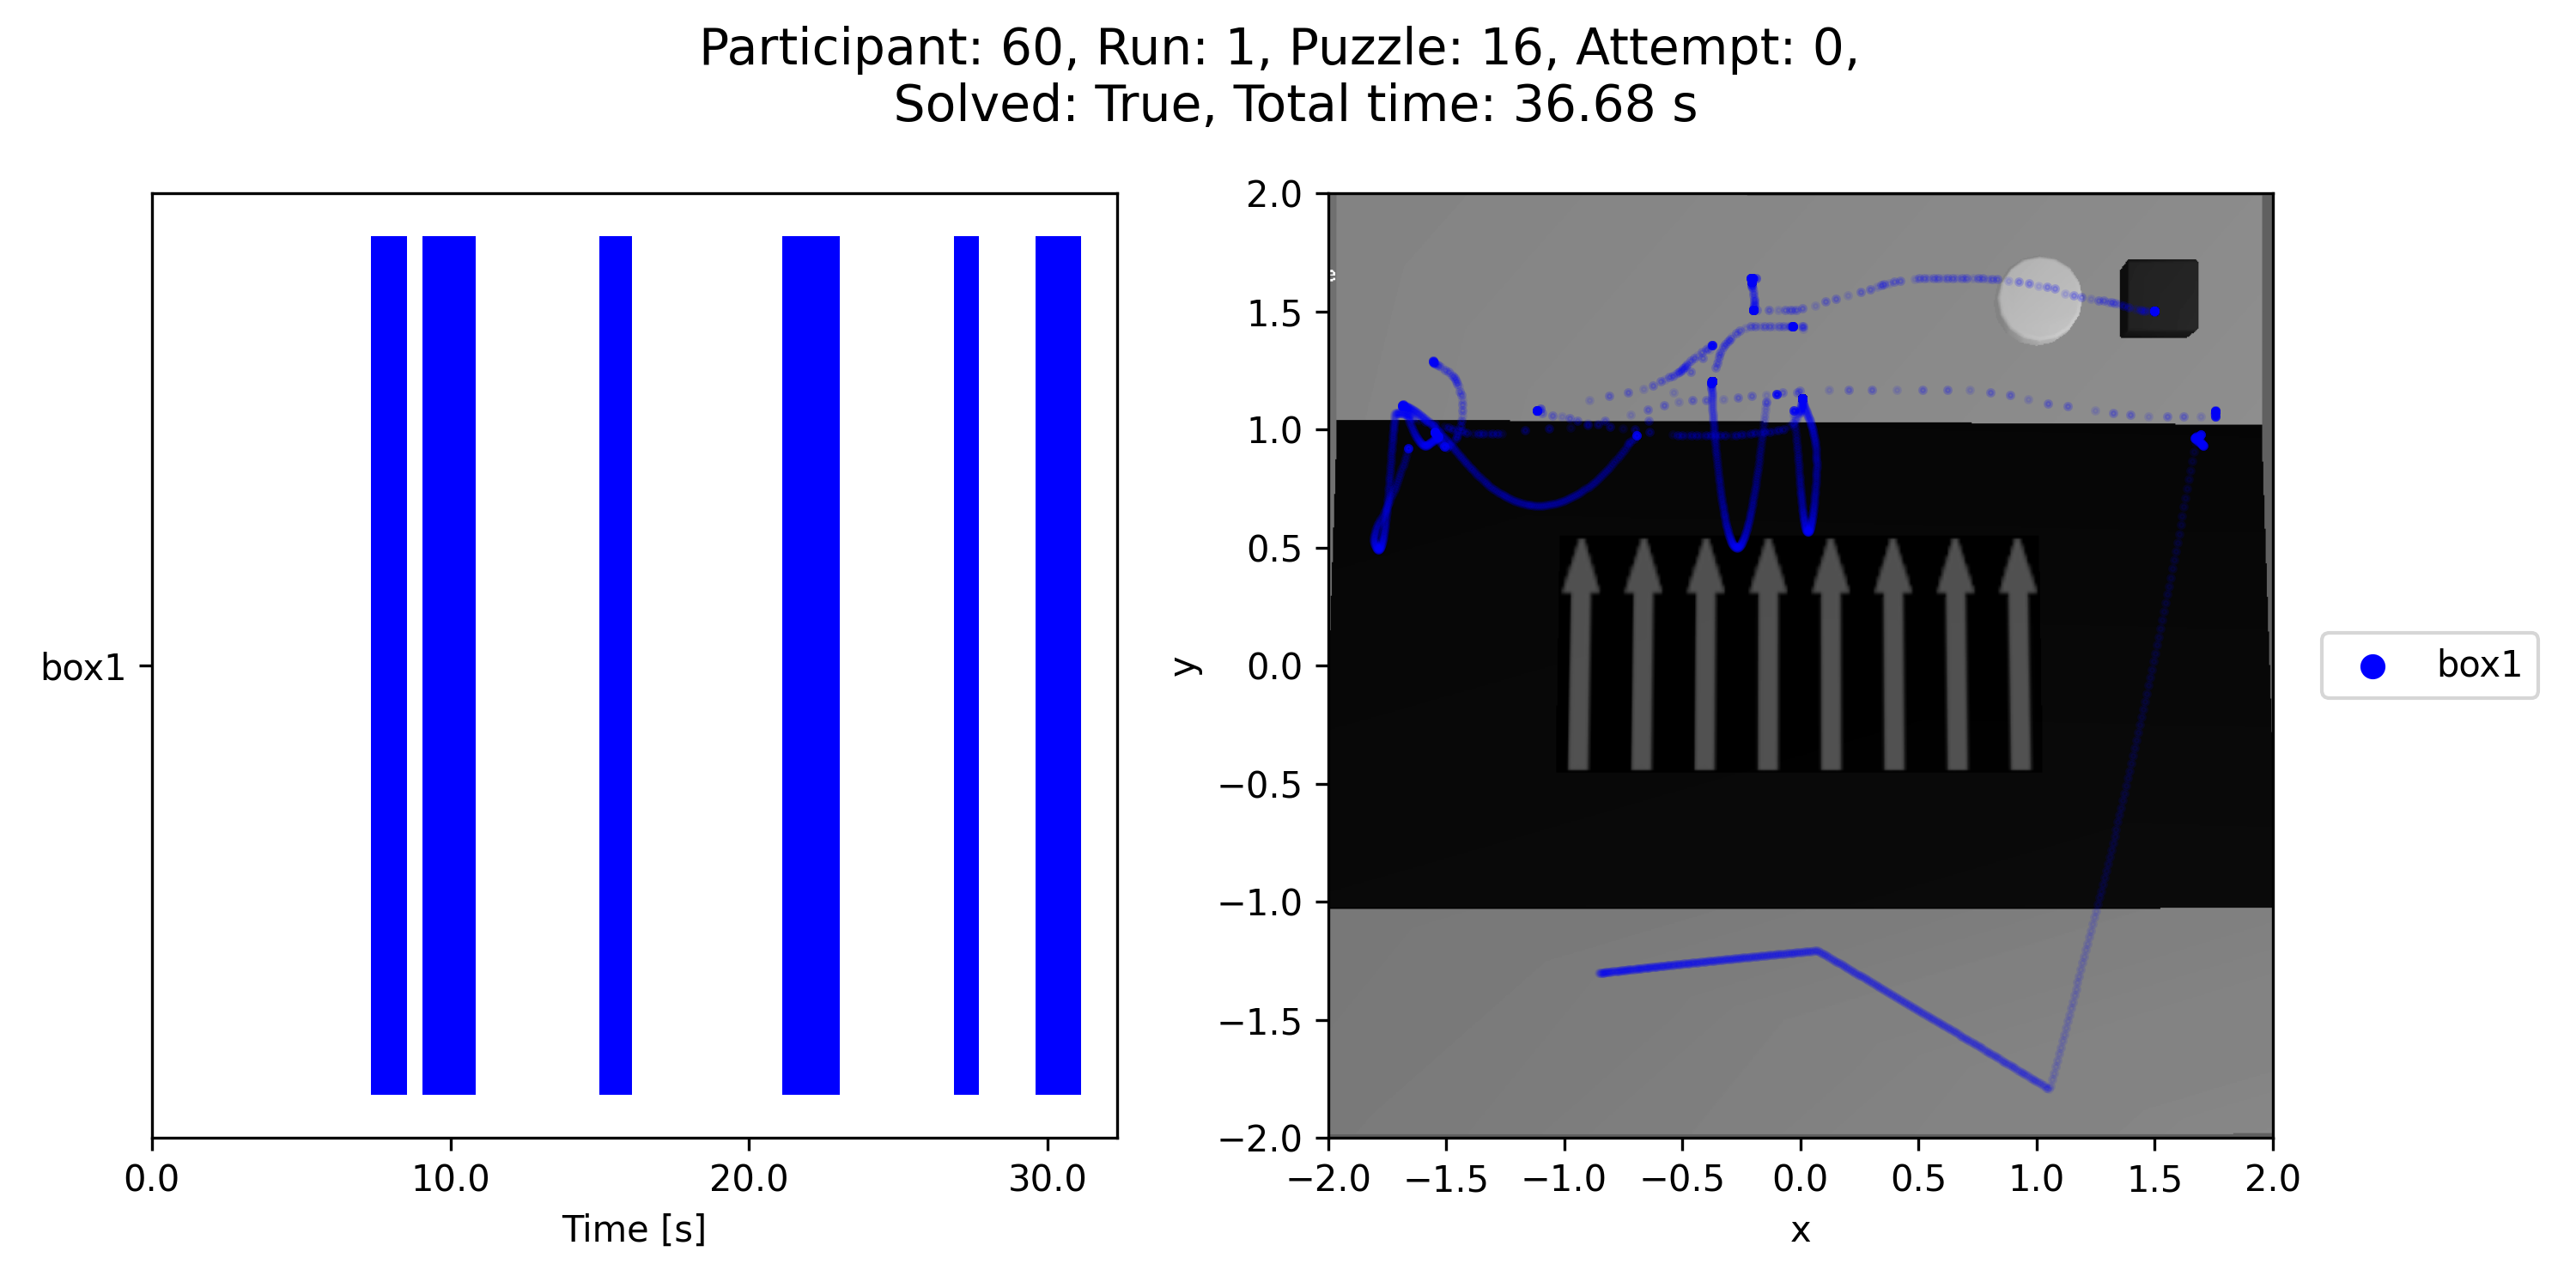 Participant: 60, Run: 1, Puzzle: 16, Attempt: 0,
Solved: True, Total time: 36.68 s
box1
0.0 10.0 20.0 30.0
Time [s]
2.0
1.5
1.0
0.5
0.0
−0.5
−1.0
−1.5
−2.0
y
−2.0 −1.5 −1.0 −0.5 0.0 0.5 1.0 1.5 2.0
x
e
box1